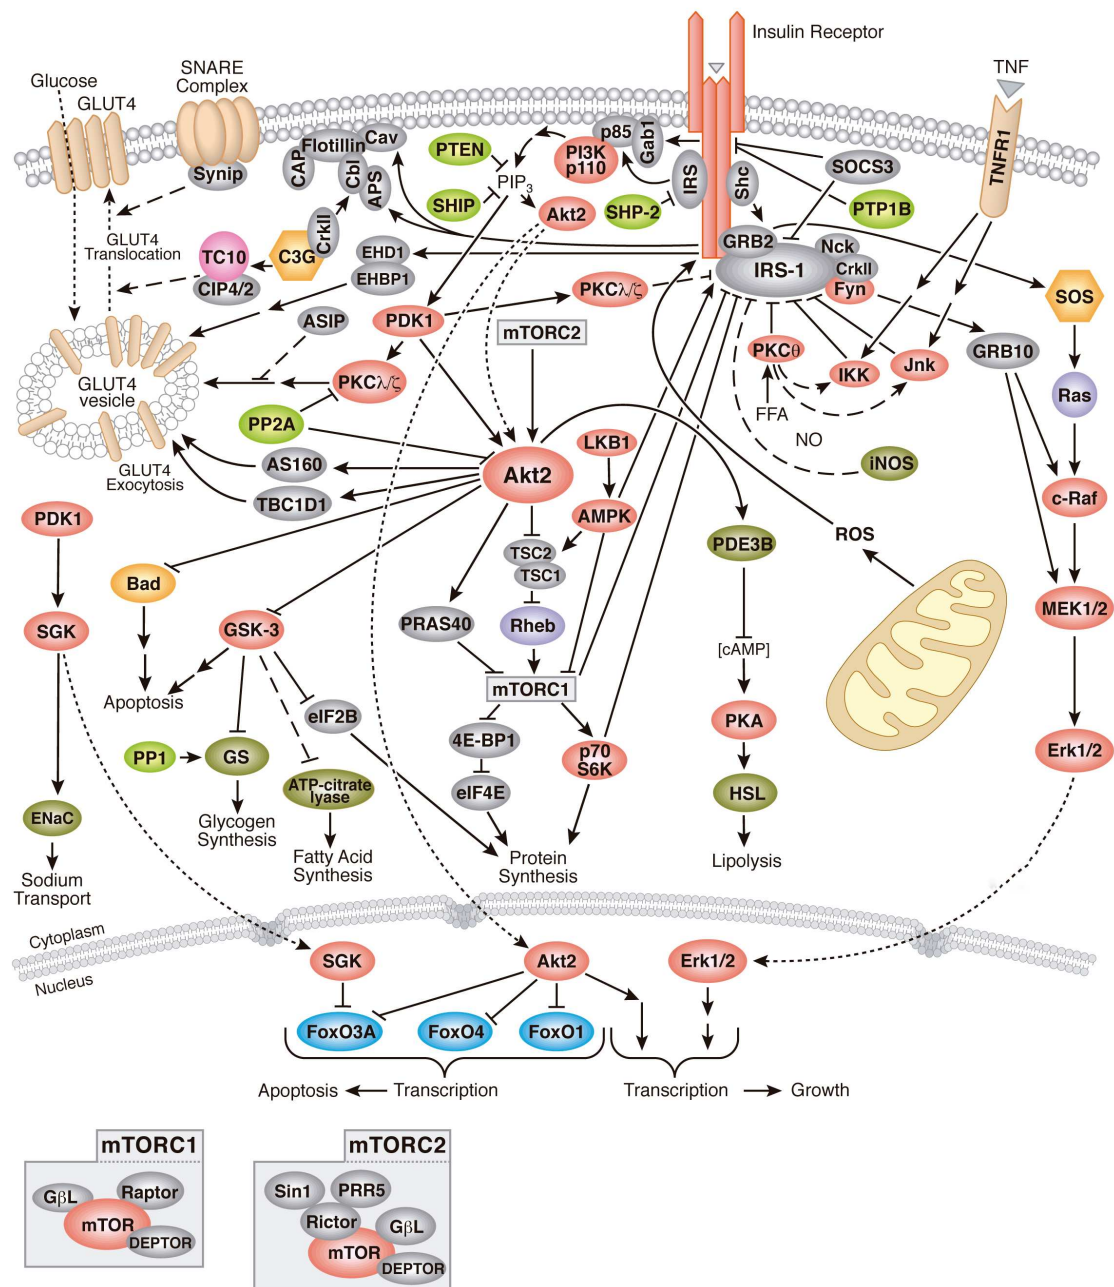 Insulin Receptor
Glucose
SNARE
Complex
GLUT4
TNF
TNFR1
Synip
CAP
Flotillin
Cav
Cbl
APS
CrkII
PTEN
SHIP
PIP3
PI3K
p110
p85
Gab1
IRS
SHP-2
Akt2
Shc
SOCS3
PTP1B
GLUT4
Translocation
TC10
CIP4/2
C3G
EHD1
EHBP1
GRB2
IRS-1
Nck
CrkII
Fyn
SOS
ASIP
PDK1
PKCλ/ζ
mTORC2
PKCθ
IKK
Jnk
GRB10
Ras
GLUT4
vesicle
PKCλ/ζ
FFA
NO
iNOS
PP2A
AS160
TBC1D1
GLUT4
Exocytosis
Akt2
LKB1
AMPK
c-Raf
PDK1
SGK
Bad
Apoptosis
GSK-3
TSC2
TSC1
PRAS40
Rheb
mTORC1
PDE3B
ROS
[cAMP]
MEK1/2
PKA
Erk1/2
eIF2B
PP1
GS
4E-BP1
eIF4E
p70
S6K
ATP-citrate
lyase
HSL
ENaC
Glycogen
Synthesis
Fatty Acid
Synthesis
Protein
Synthesis
Lipolysis
Sodium
Transport
Cytoplasm
Nucleus
SGK
Akt2
Erk1/2
FoxO3A
FoxO4
FoxO1
Apoptosis
Transcription
Transcription
Growth
mTORC1
GβL
Raptor
mTOR
DEPTOR
mTORC2
Sin1
PRR5
Rictor
GβL
mTOR
DEPTOR